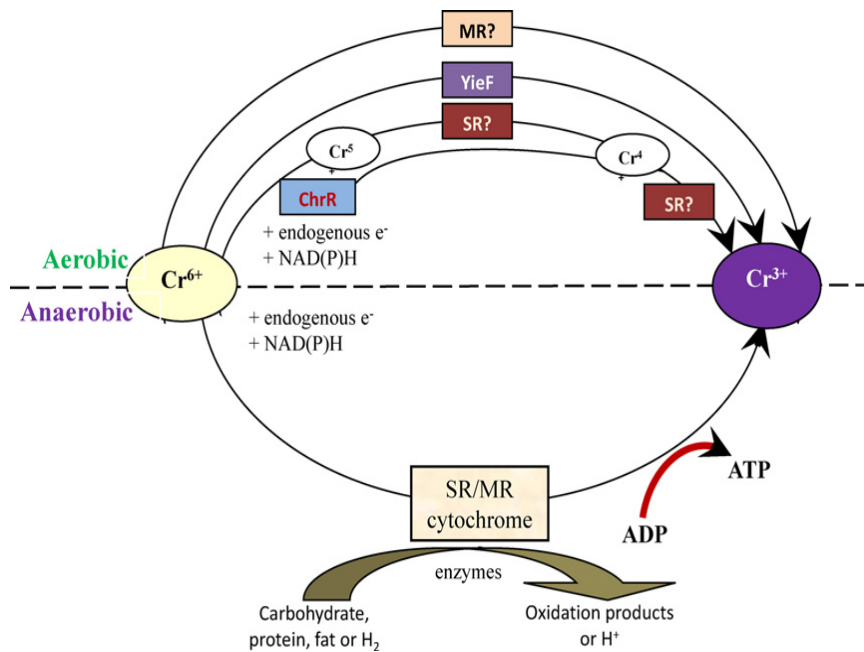 MR?
YieF
SR?
Cr⁵
+
Cr⁴
+
ChrR
SR?
+ endogenous e⁻
+ NAD(P)H
Aerobic
Cr⁶⁺
Cr³⁺
Anaerobic
+ endogenous e⁻
+ NAD(P)H
SR/MR
cytochrome
ATP
ADP
enzymes
Carbohydrate,
protein, fat or H₂
Oxidation products
or H⁺